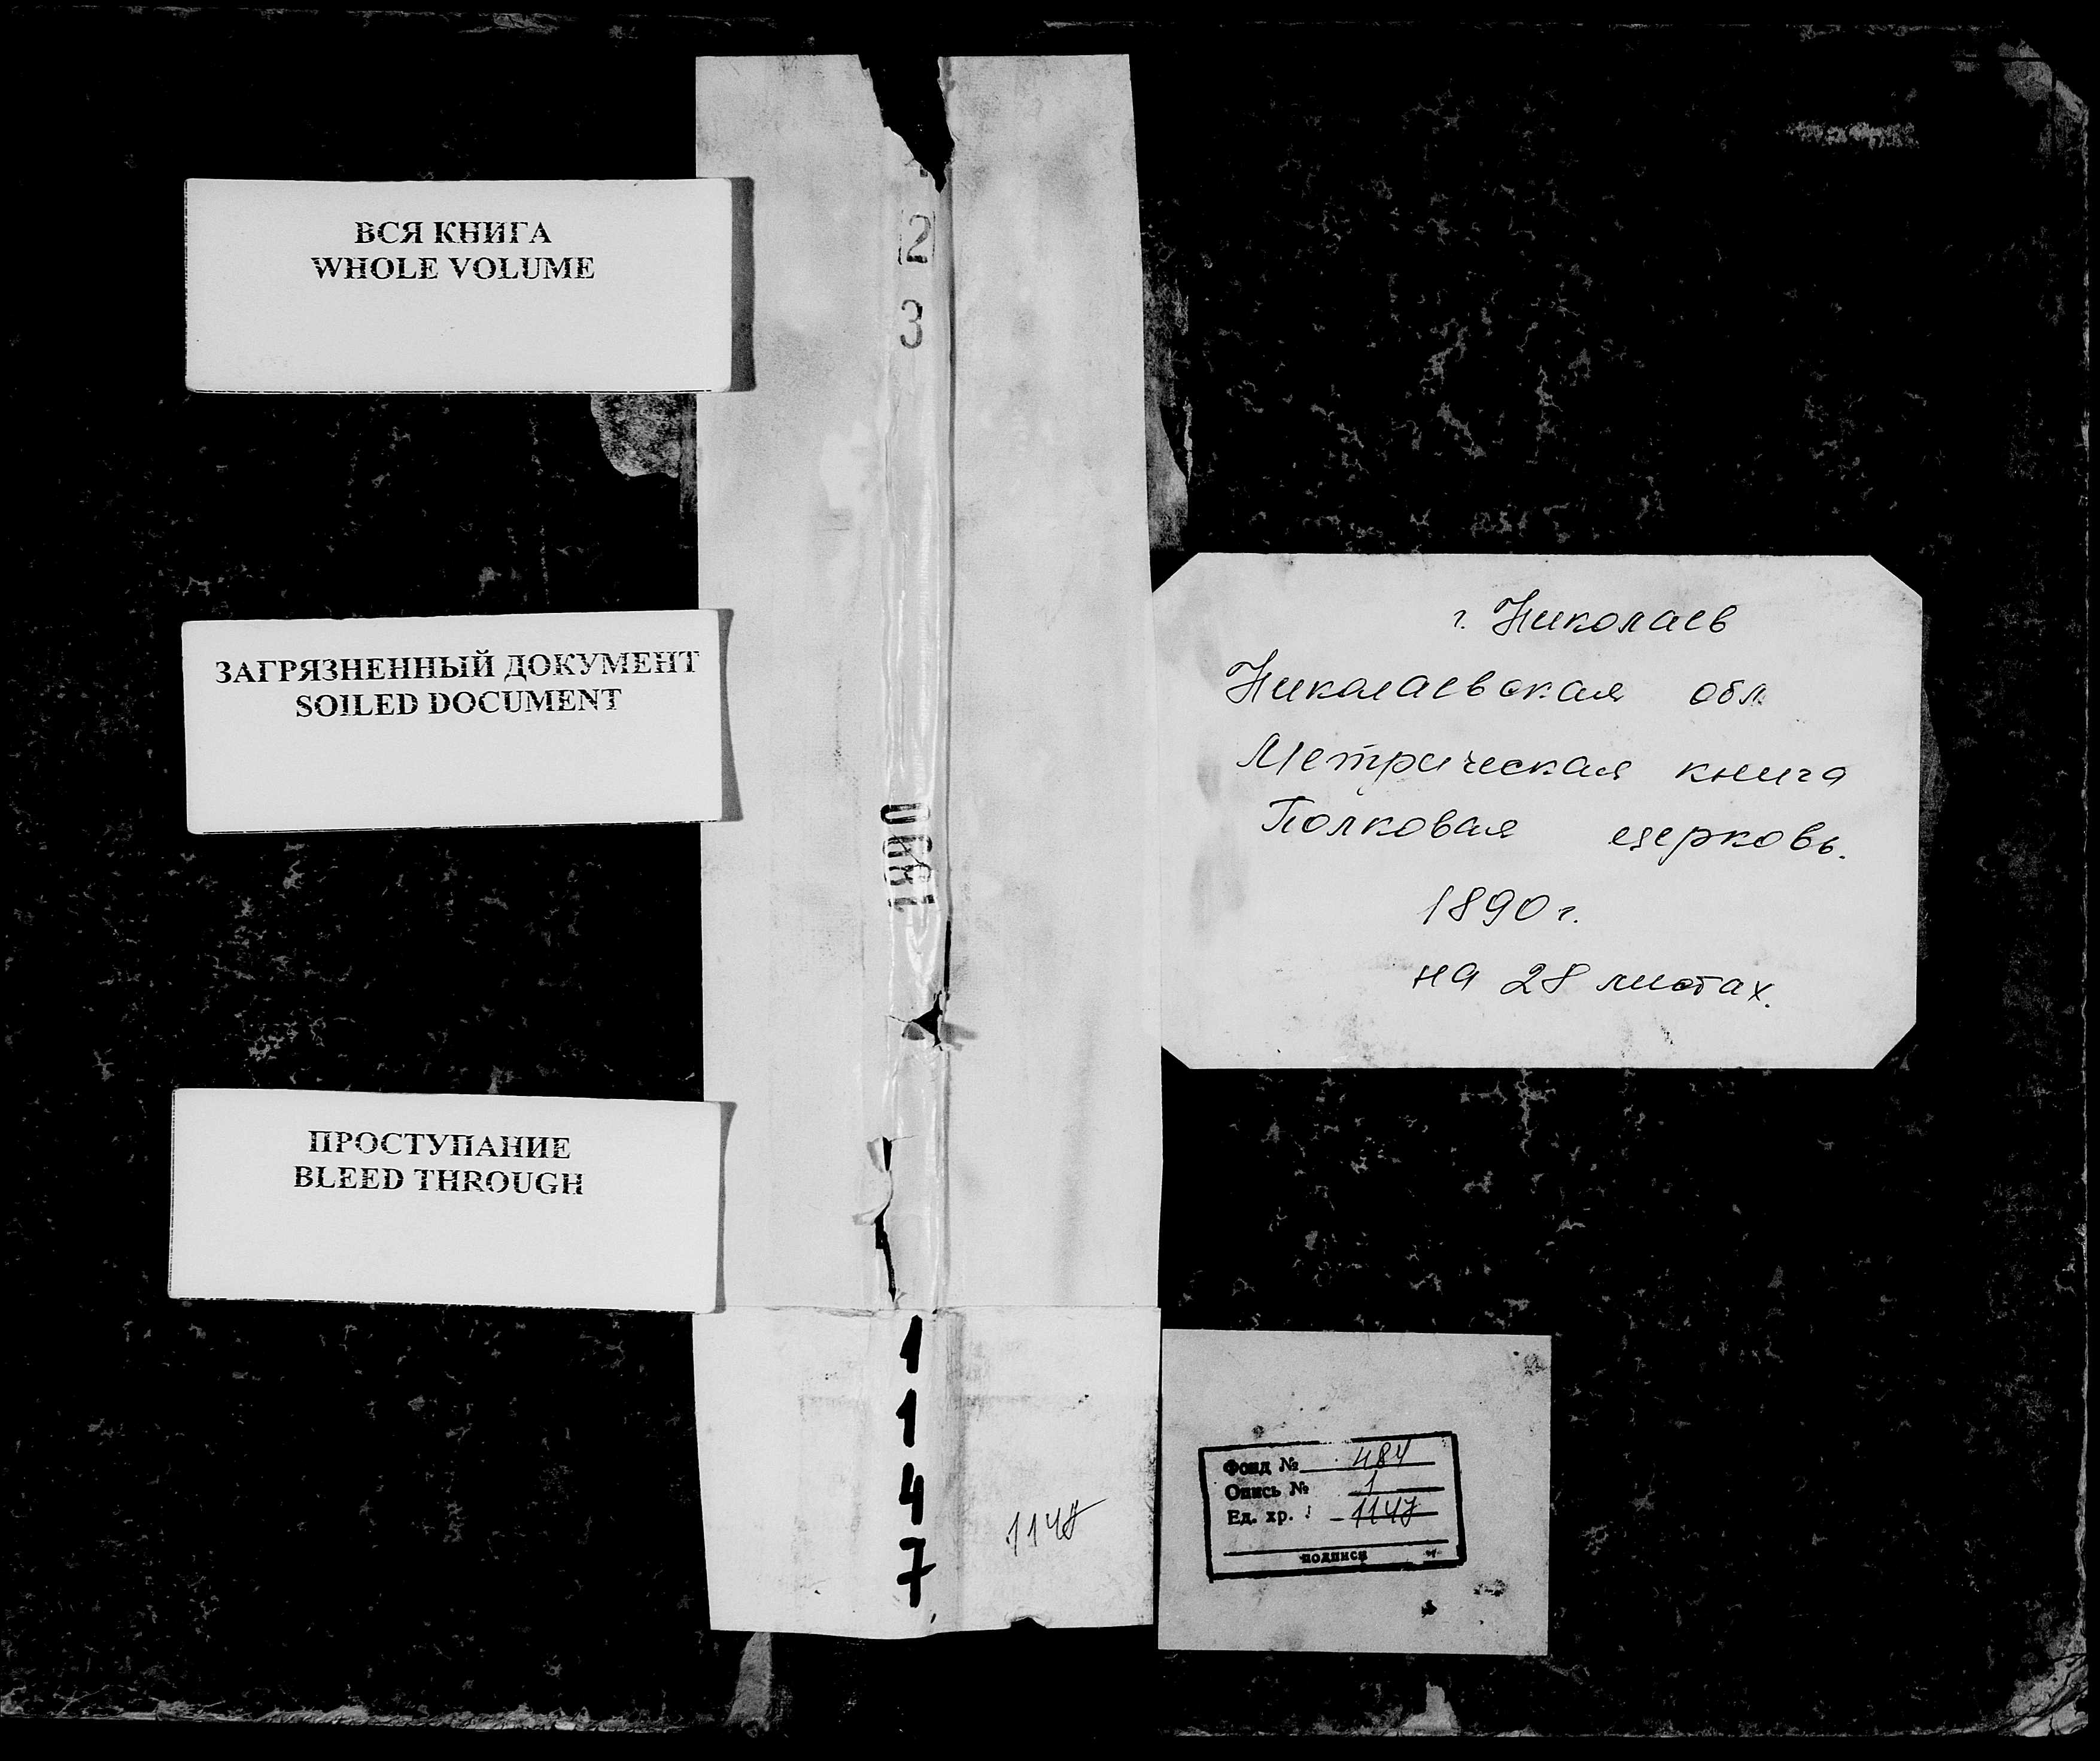 ВСЯ КНИГА
WHOLE VOLUME
ЗАГРЯЗНЕННЫЙ ДОКУМЕНТ
SOILED DOCUMENT
ПРОСТУПАНИЕ
BLEED THROUGH
2
3
1890
1
1
4
7
1147
г. Николаев
Николаевская обл
Метрическая книга
Полковая церковь.
1890 г.
на 28 листах.
Фонд № 484
Опись № 1
Ед. хр. 1147
подпись